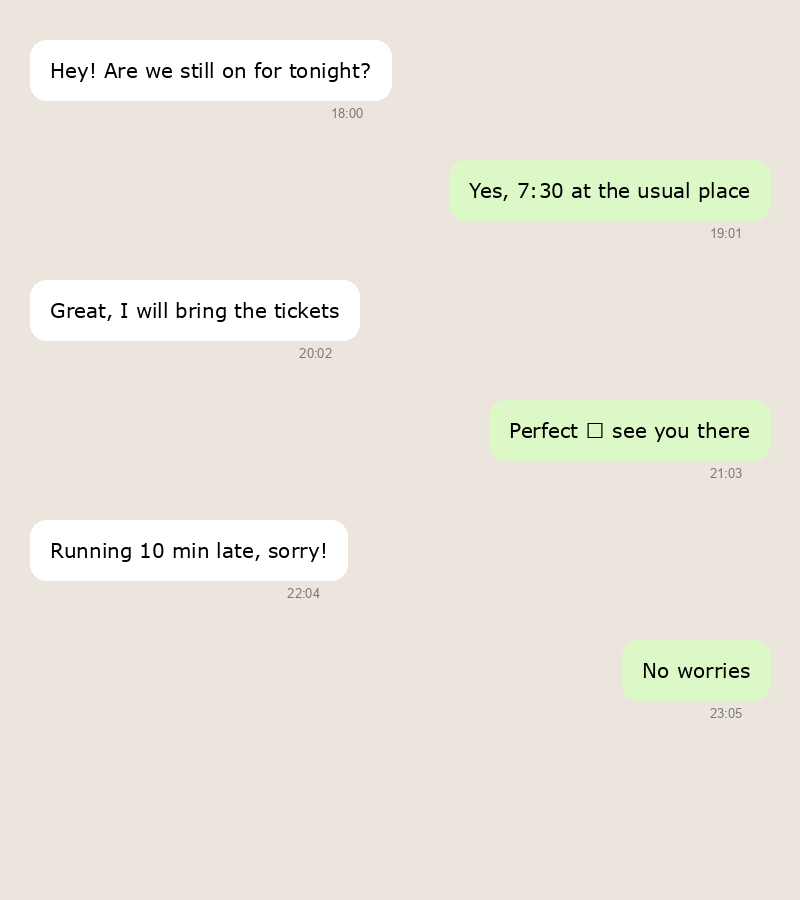 Hey! Are we still on for tonight?
18:00
Yes, 7:30 at the usual place
19:01
Great, I will bring the tickets
20:02
Perfect □ see you there
21:03
Running 10 min late, sorry!
22:04
No worries
23:05